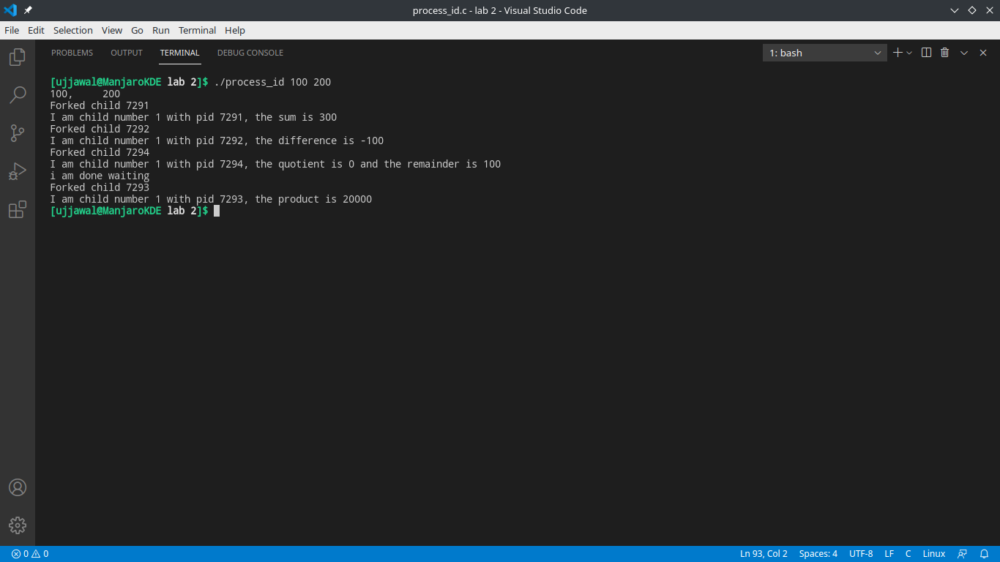 process_id.c - lab 2 - Visual Studio Code
File Edit Selection View Go Run Terminal Help
PROBLEMS OUTPUT TERMINAL DEBUG CONSOLE 1: bash
[ujjawal@ManjaroKDE lab 2]$ ./process_id 100 200
100,     200
Forked child 7291
I am child number 1 with pid 7291, the sum is 300
Forked child 7292
I am child number 1 with pid 7292, the difference is -100
Forked child 7294
I am child number 1 with pid 7294, the quotient is 0 and the remainder is 100
i am done waiting
Forked child 7293
I am child number 1 with pid 7293, the product is 20000
[ujjawal@ManjaroKDE lab 2]$
0 0 Ln 93, Col 2 Spaces: 4 UTF-8 LF C Linux